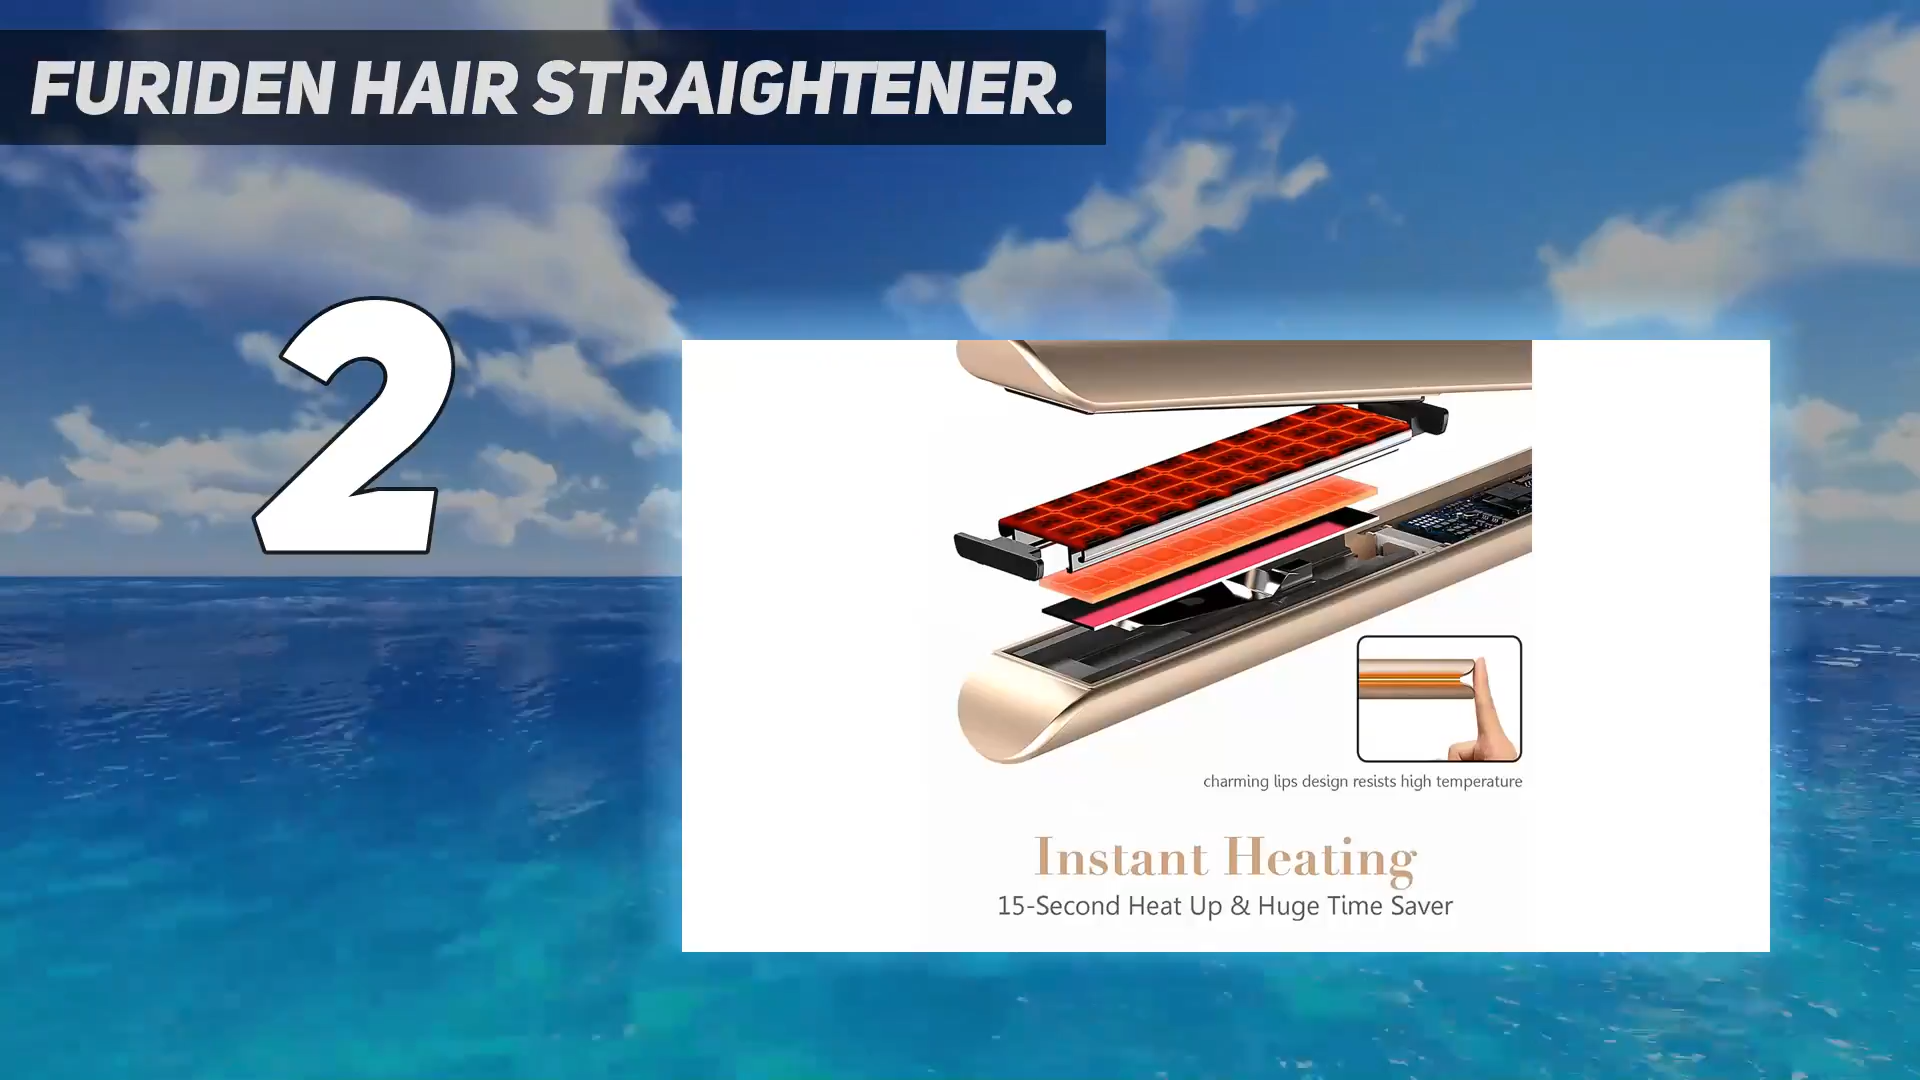 FURIDEN HAIR STRAIGHTENER.
2
charming lips design resists high temperature
Instant Heating
15-Second Heat Up & Huge Time Saver